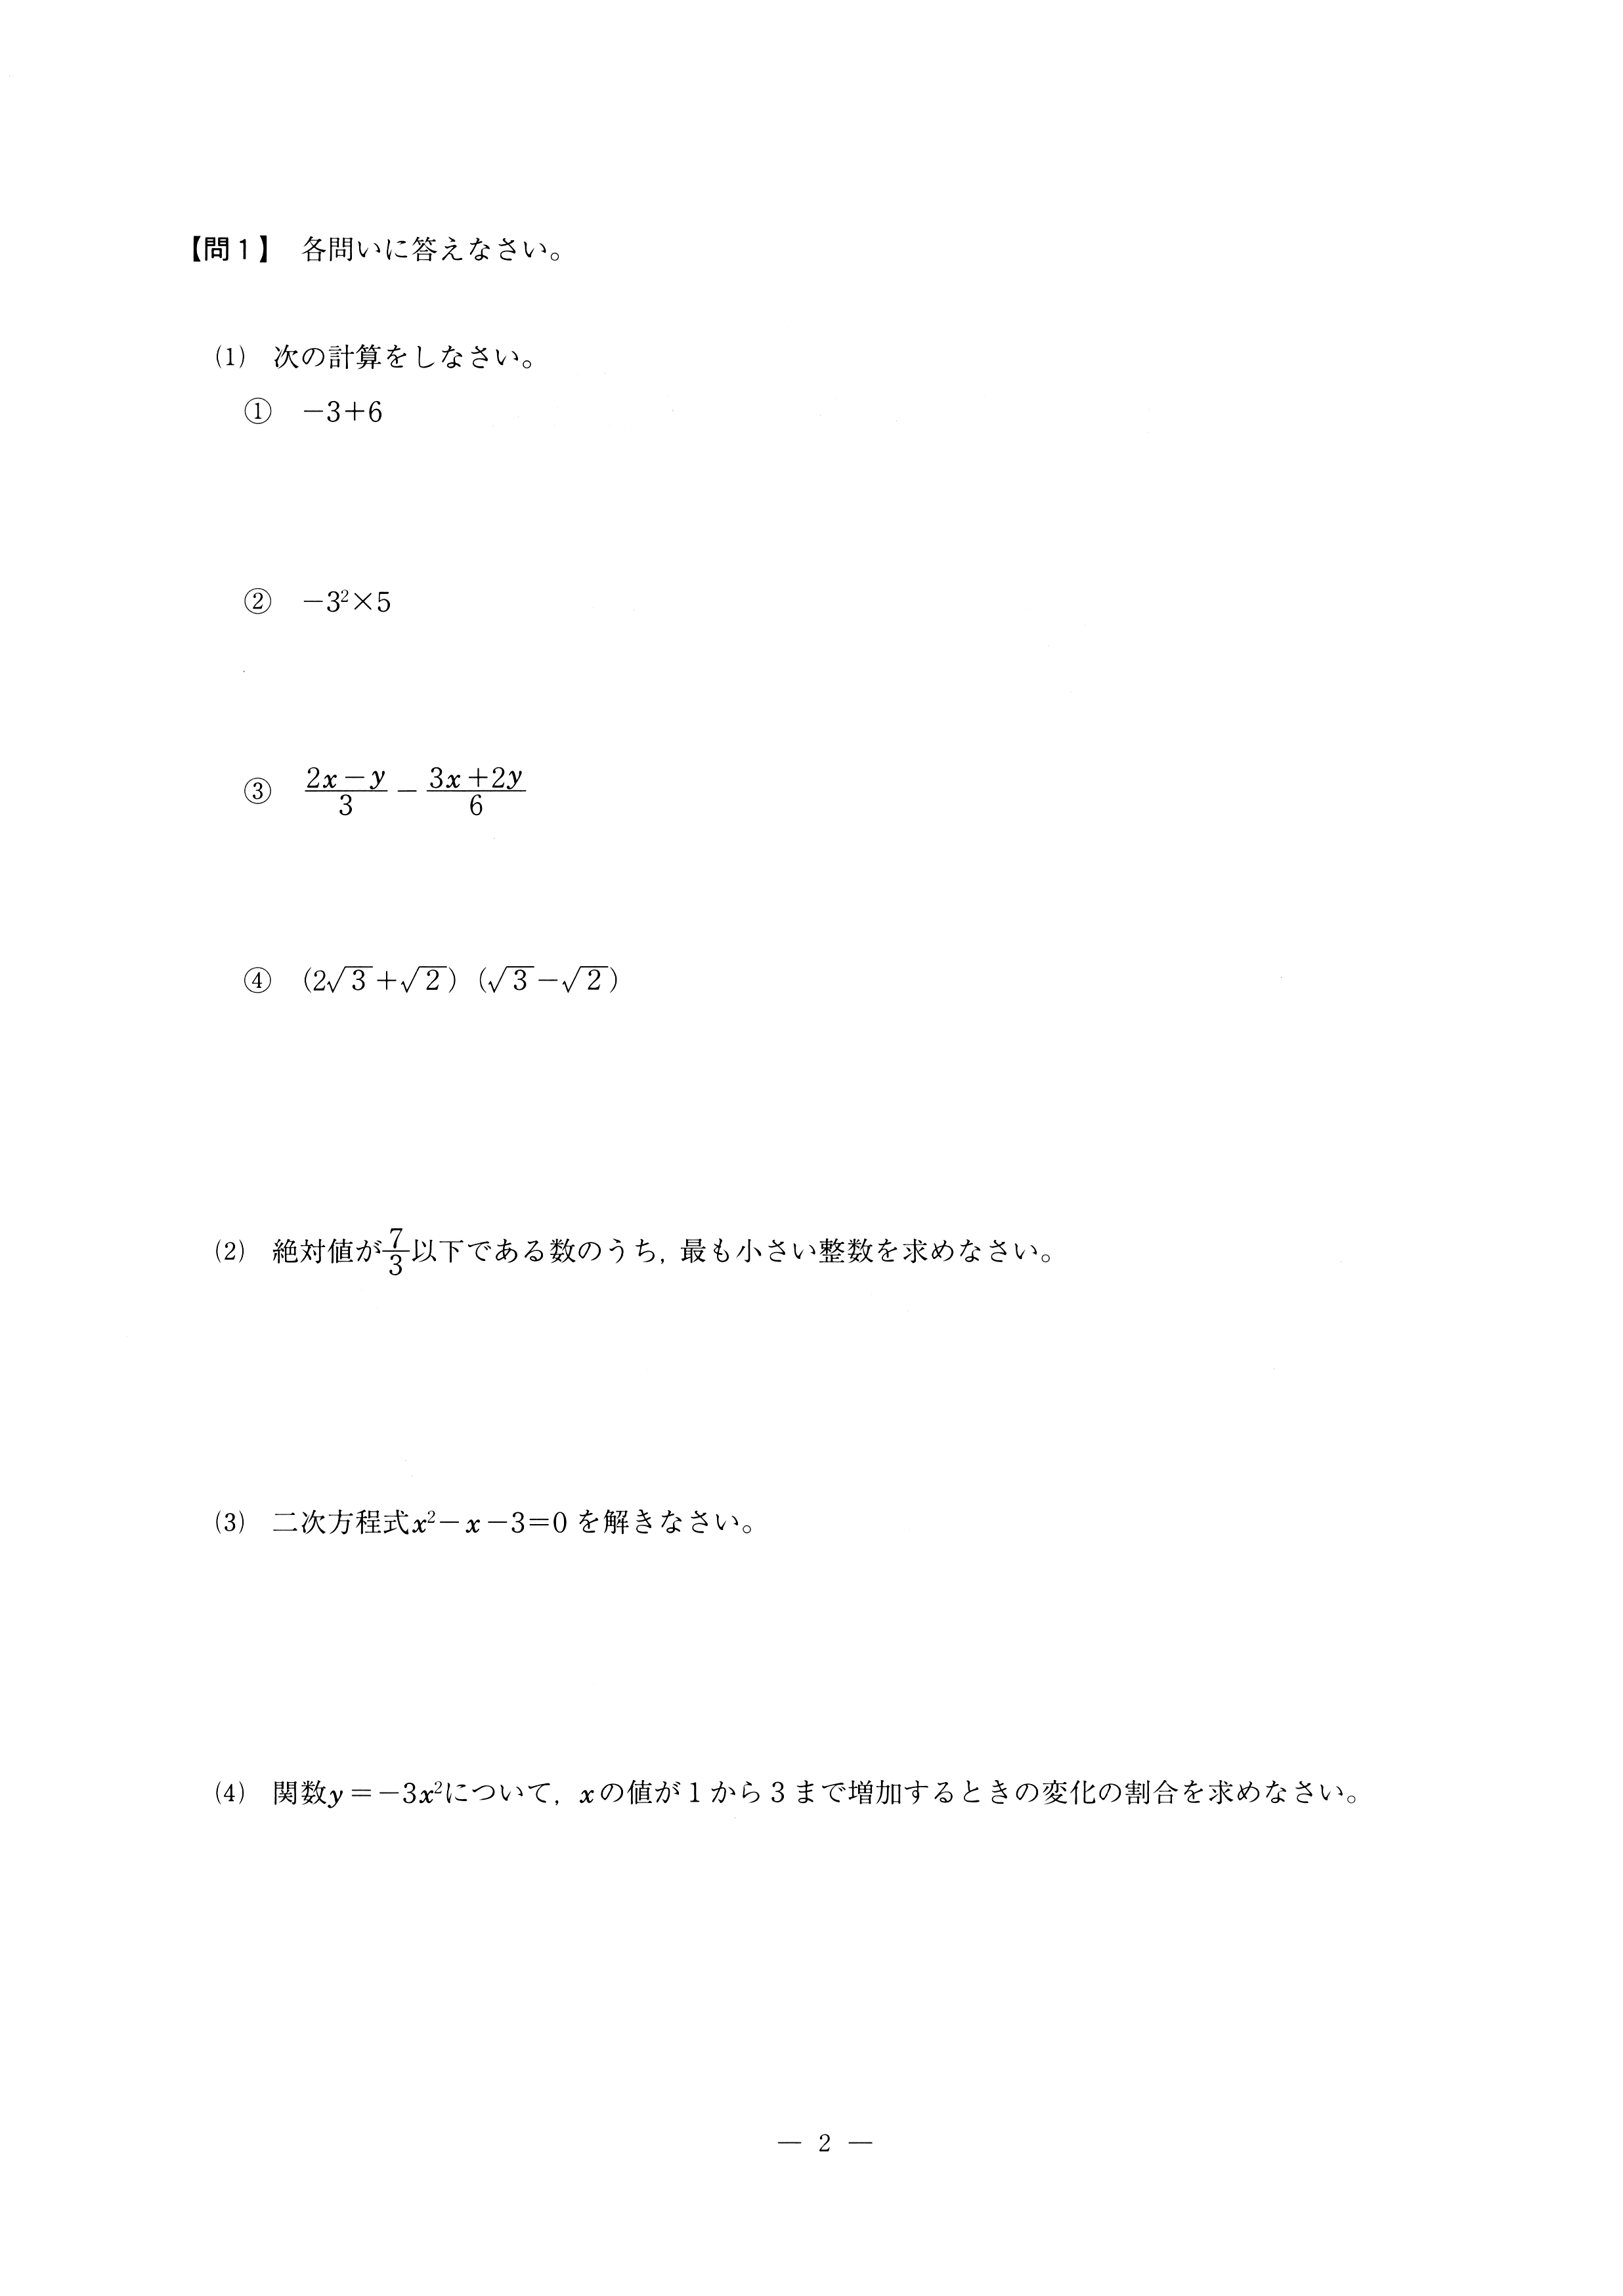 【問1】 各問いに答えなさい。
(1) 次の計算をしなさい。
① −3+6
② −3²×5
③ (2x−y)/3 − (3x+2y)/6
④ (2√3+√2) (√3−√2)
(2) 絶対値が7/3以下である数のうち，最も小さい整数を求めなさい。
(3) 二次方程式x²−x−3=0 を解きなさい。
(4) 関数y=−3x²について，xの値が1から3まで増加するときの変化の割合を求めなさい。
— 2 —